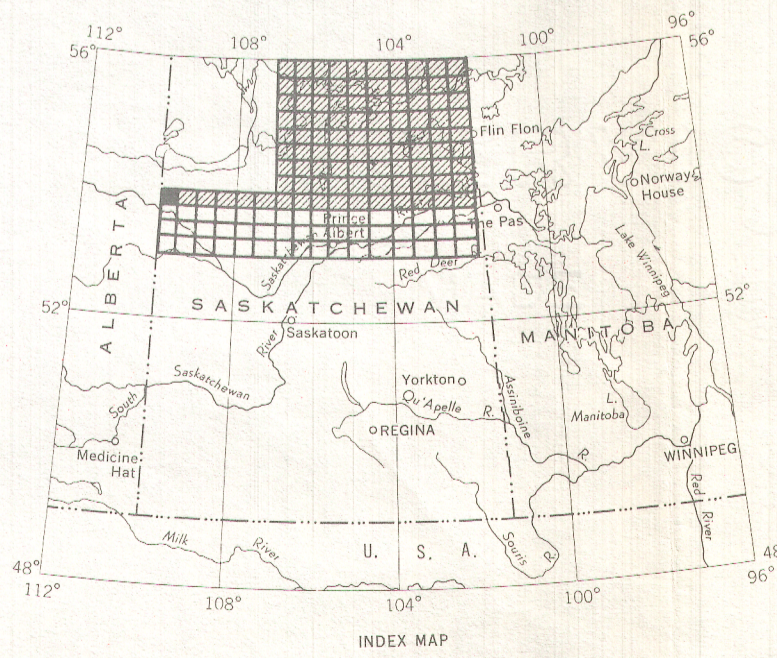 112°
108°
104°
100°
96°
56°
56°
Flin Flon
Cross
L.
Norway
House
Prince
Albert
The Pas
Saskatchewan
Red Deer
Lake Winnipeg
ALBERTA
52°
SASKATCHEWAN
52°
MANITOBA
Saskatoon
River
Saskatchewan
South
Yorkton
Qu'Appelle
R.
Assiniboine
L.
Manitoba
REGINA
R.
WINNIPEG
Medicine
Hat
Red
River
Milk
River
U. S. A.
Souris
R.
48°
48
112°
108°
104°
100°
96°
INDEX MAP